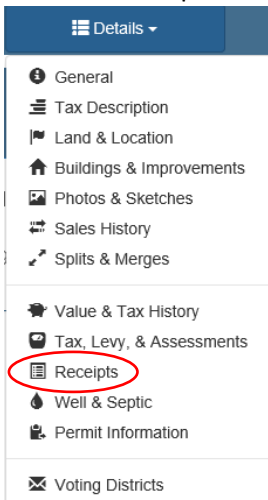 Details
General
Tax Description
Land & Location
Buildings & Improvements
Photos & Sketches
Sales History
Splits & Merges
Value & Tax History
Tax, Levy, & Assessments
Receipts
Well & Septic
Permit Information
Voting Districts